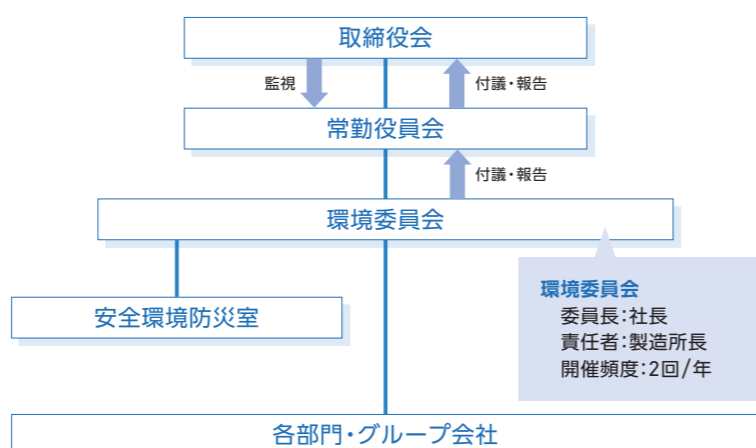 取締役会
監視
付議・報告
常勤役員会
付議・報告
環境委員会
環境委員会
委員長:社長
責任者:製造所長
開催頻度:2回/年
安全環境防災室
各部門・グループ会社